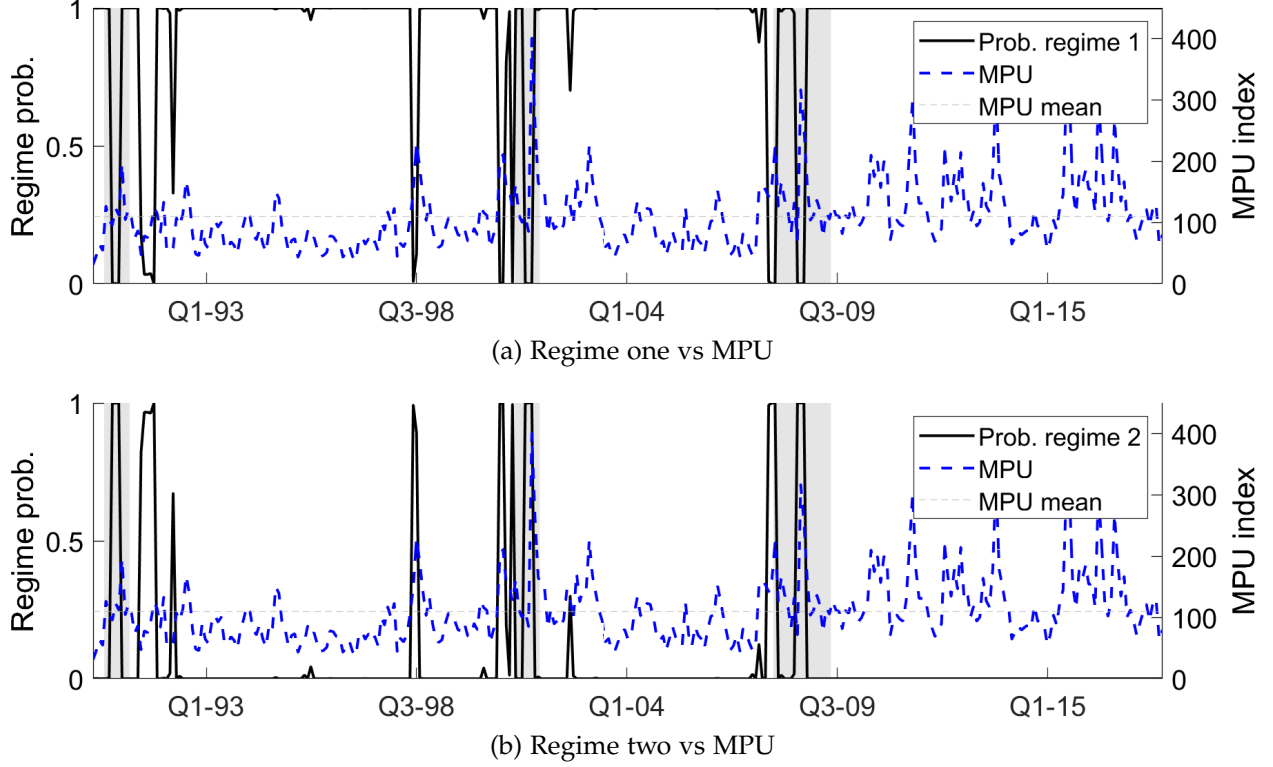 1
0.5
0
Regime prob.
Prob. regime 1
MPU
MPU mean
400
300
200
100
0
MPU index
Q1-93
Q3-98
Q1-04
Q3-09
Q1-15
(a) Regime one vs MPU
1
0.5
0
Regime prob.
Prob. regime 2
MPU
MPU mean
400
300
200
100
0
MPU index
Q1-93
Q3-98
Q1-04
Q3-09
Q1-15
(b) Regime two vs MPU